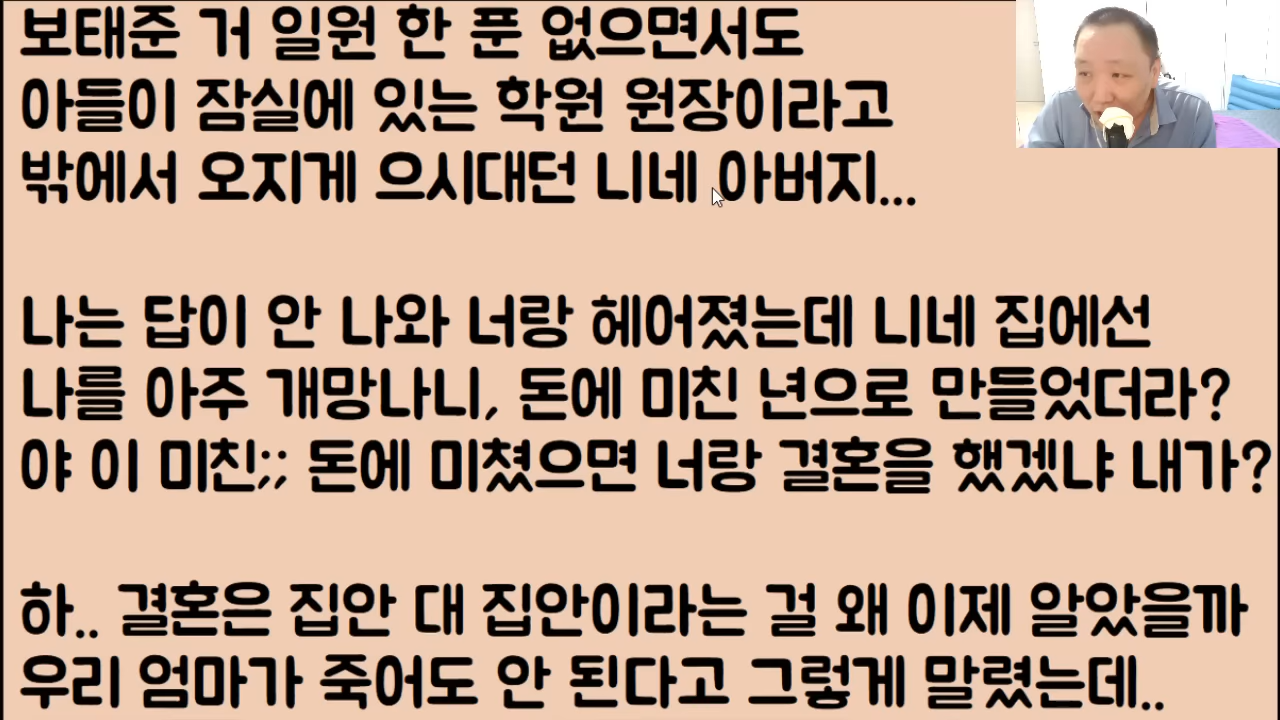 보태준 거 일원 한 푼 없으면서도
아들이 잠실에 있는 학원 원장이라고
밖에서 오지게 으시대던 니네 아버지...
나는 답이 안 나와 너랑 헤어졌는데 니네 집에선
나를 아주 개망나니, 돈에 미친 년으로 만들었더라?
야 이 미친;; 돈에 미쳤으면 너랑 결혼을 했겠냐 내가?
하.. 결혼은 집안 대 집안이라는 걸 왜 이제 알았을까
우리 엄마가 죽어도 안 된다고 그렇게 말렸는데..